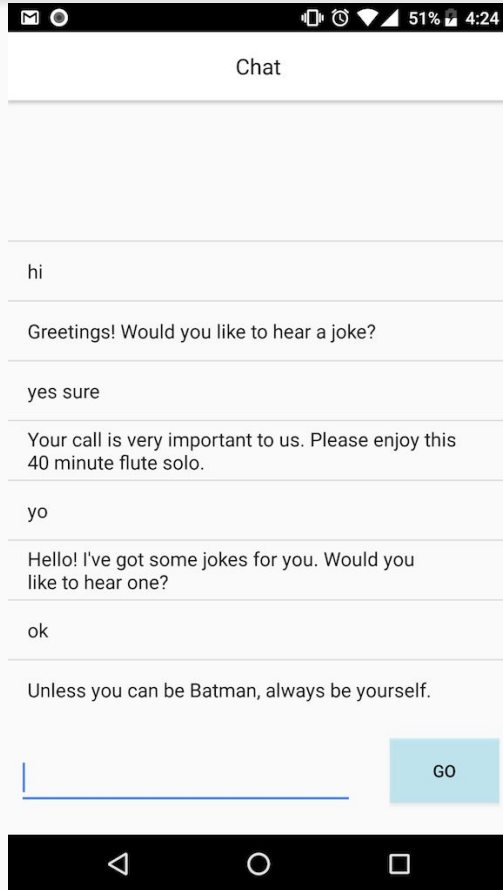 51% 4:24
Chat
hi
Greetings! Would you like to hear a joke?
yes sure
Your call is very important to us. Please enjoy this
40 minute flute solo.
yo
Hello! I've got some jokes for you. Would you
like to hear one?
ok
Unless you can be Batman, always be yourself.
GO